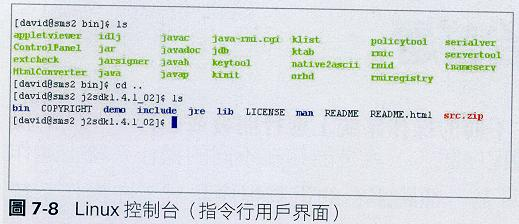 [david@sms2 bin]$ ls
appletviewer idlj javac java-rmi.cgi klist policytool serialver
ControlPanel jar javadoc jdb ktab rmic servertool
extcheck jarsigner javah keytool native2ascii rmid tnameserv
HtmlConverter java javap kinit orbd rmiregistry
[david@sms2 bin]$ cd ..
[david@sms2 j2sdk1.4.1_02]$ ls
bin COPYRIGHT demo include jre lib LICENSE man README README.html src.zip
[david@sms2 j2sdk1.4.1_02]$
圖 7-8 Linux 控制台（指令行用戶界面）